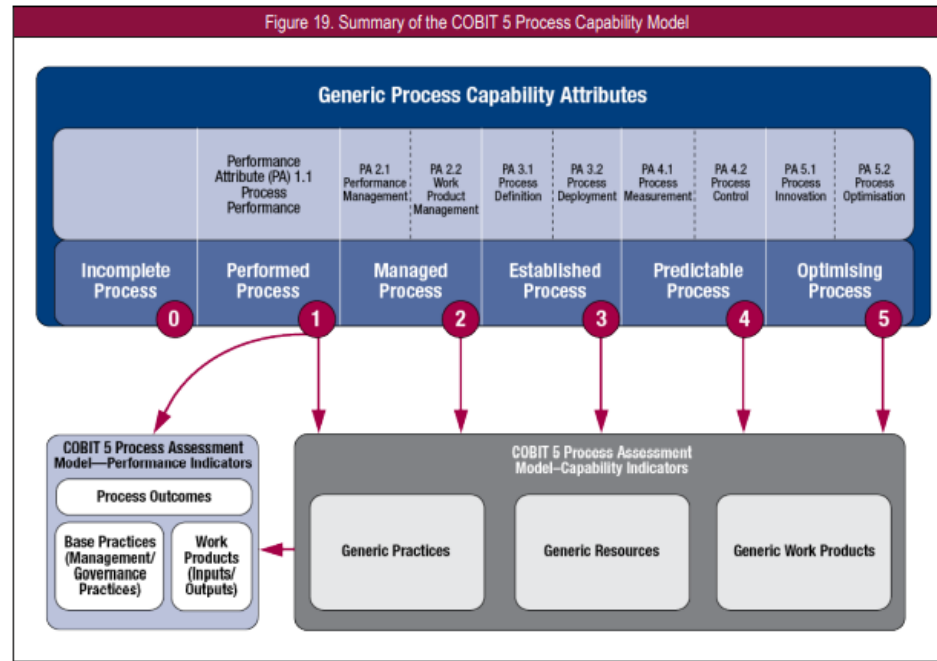 Figure 19. Summary of the COBIT 5 Process Capability Model
Generic Process Capability Attributes
Performance
Attribute (PA) 1.1
Process
Performance
PA 2.1
Performance
Management
PA 2.2
Work
Product
Management
PA 3.1
Process
Definition
PA 3.2
Process
Deployment
PA 4.1
Process
Measurement
PA 4.2
Process
Control
PA 5.1
Process
Innovation
PA 5.2
Process
Optimisation
Incomplete
Process
0
Performed
Process
1
Managed
Process
2
Established
Process
3
Predictable
Process
4
Optimising
Process
5
COBIT 5 Process Assessment
Model—Performance Indicators
Process Outcomes
Base Practices
(Management/
Governance
Practices)
Work
Products
(Inputs/
Outputs)
COBIT 5 Process Assessment
Model–Capability Indicators
Generic Practices
Generic Resources
Generic Work Products